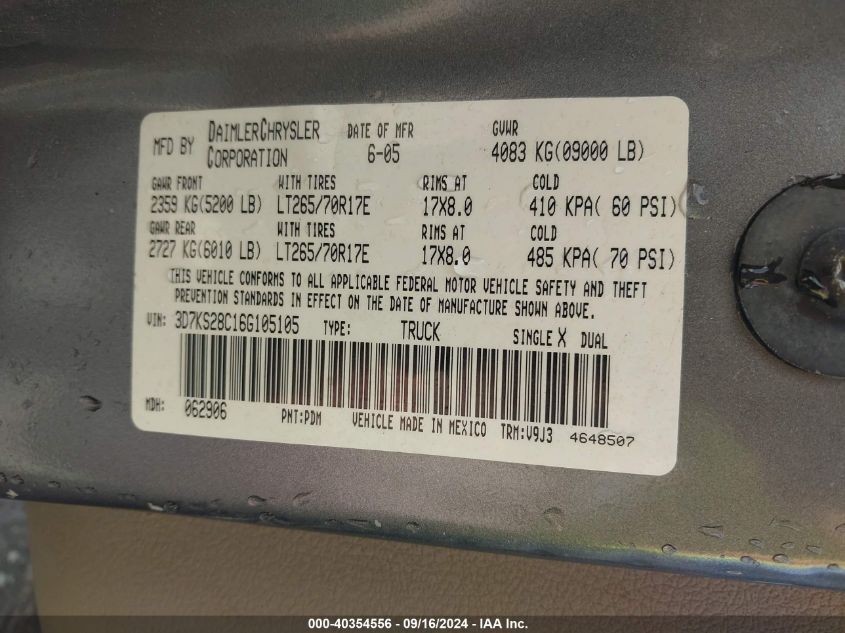 MFD BY DAIMLERCHRYSLER CORPORATION DATE OF MFR 6-05 GVWR 4083 KG(09000 LB)
GAWR FRONT WITH TIRES RIMS AT COLD
2359 KG(5200 LB) LT265/70R17E 17X8.0 410 KPA( 60 PSI)
GAWR REAR WITH TIRES RIMS AT COLD
2727 KG(6010 LB) LT265/70R17E 17X8.0 485 KPA( 70 PSI)
THIS VEHICLE CONFORMS TO ALL APPLICABLE FEDERAL MOTOR VEHICLE SAFETY AND THEFT
PREVENTION STANDARDS IN EFFECT ON THE DATE OF MANUFACTURE SHOWN ABOVE.
VIN: 3D7KS28C16G105105 TYPE: TRUCK SINGLE X DUAL
MDH: 062906 PNT:PDM VEHICLE MADE IN MEXICO TRM:V9J3 4648507
000-40354556 - 09/16/2024 - IAA Inc.